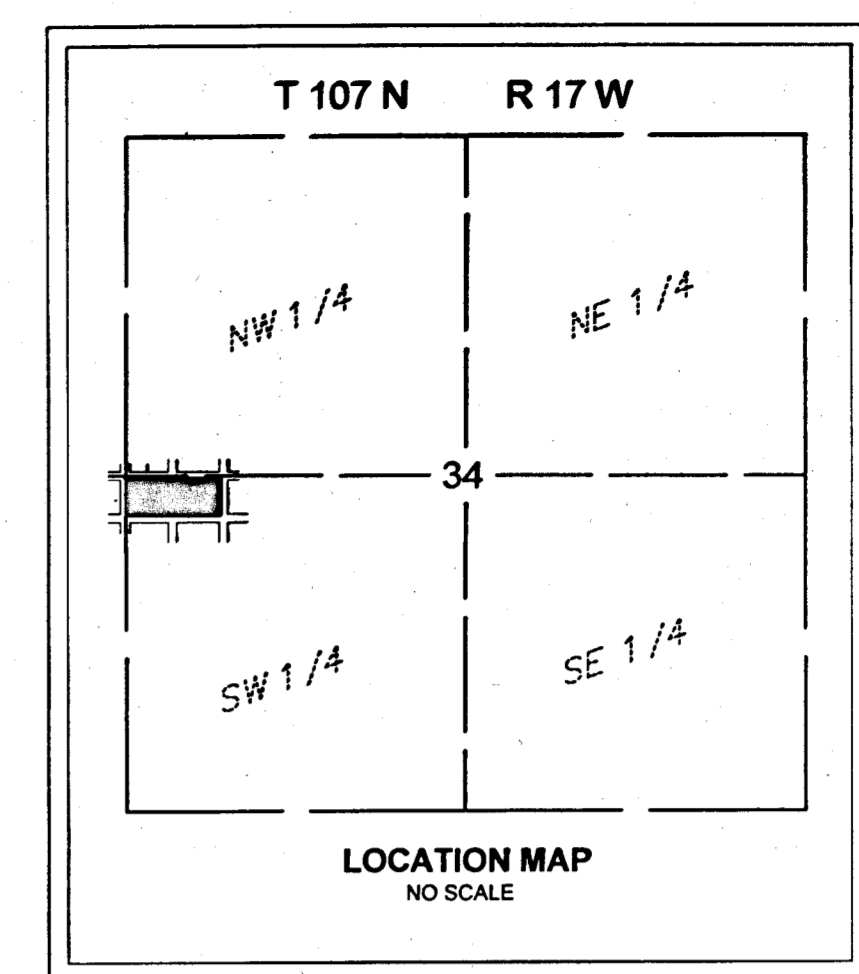 T 107 N R 17 W
NW 1/4
NE 1/4
34
SW 1/4
SE 1/4
LOCATION MAP
NO SCALE